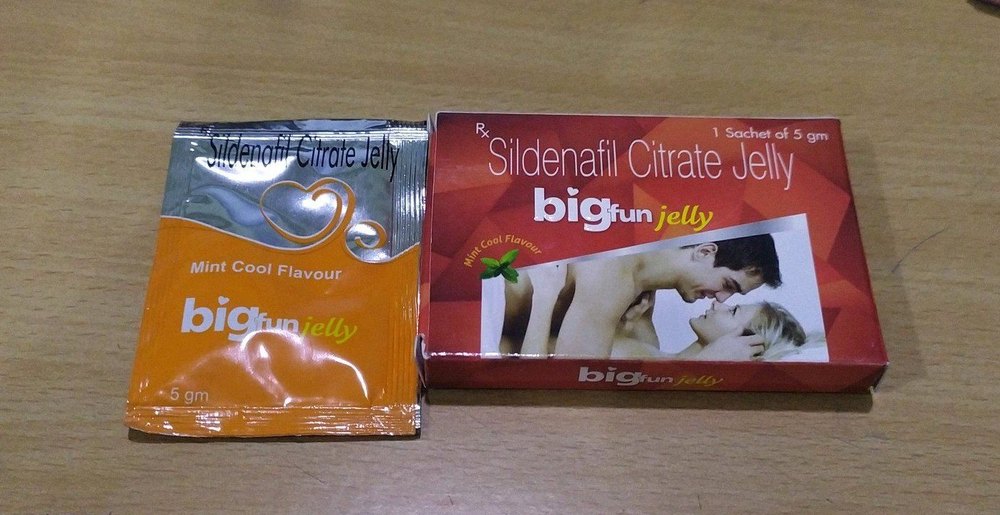 Sildenafil Citrate Jelly
Mint Cool Flavour
bigfun jelly
5 gm
Rx
1 Sachet of 5 gm
Sildenafil Citrate Jelly
bigfun jelly
Mint Cool Flavour
bigfun jelly